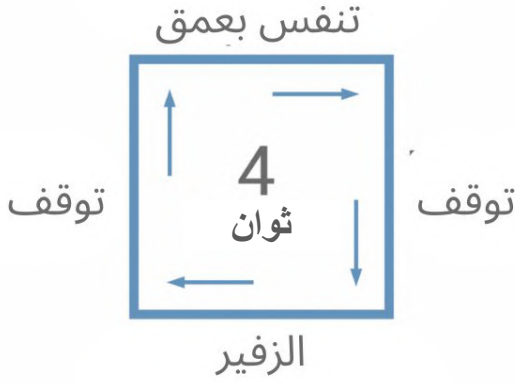 تنفس بعمق
توقف
4
ثوان
توقف
الزفير